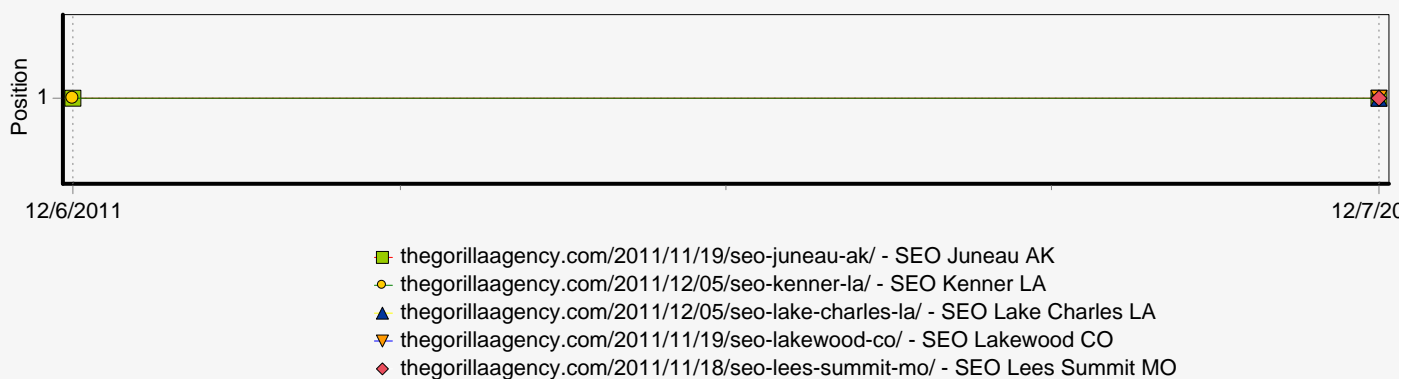 Position
1
12/6/2011
12/7/20
thegorillaagency.com/2011/11/19/seo-juneau-ak/ - SEO Juneau AK
thegorillaagency.com/2011/12/05/seo-kenner-la/ - SEO Kenner LA
thegorillaagency.com/2011/12/05/seo-lake-charles-la/ - SEO Lake Charles LA
thegorillaagency.com/2011/11/19/seo-lakewood-co/ - SEO Lakewood CO
thegorillaagency.com/2011/11/18/seo-lees-summit-mo/ - SEO Lees Summit MO